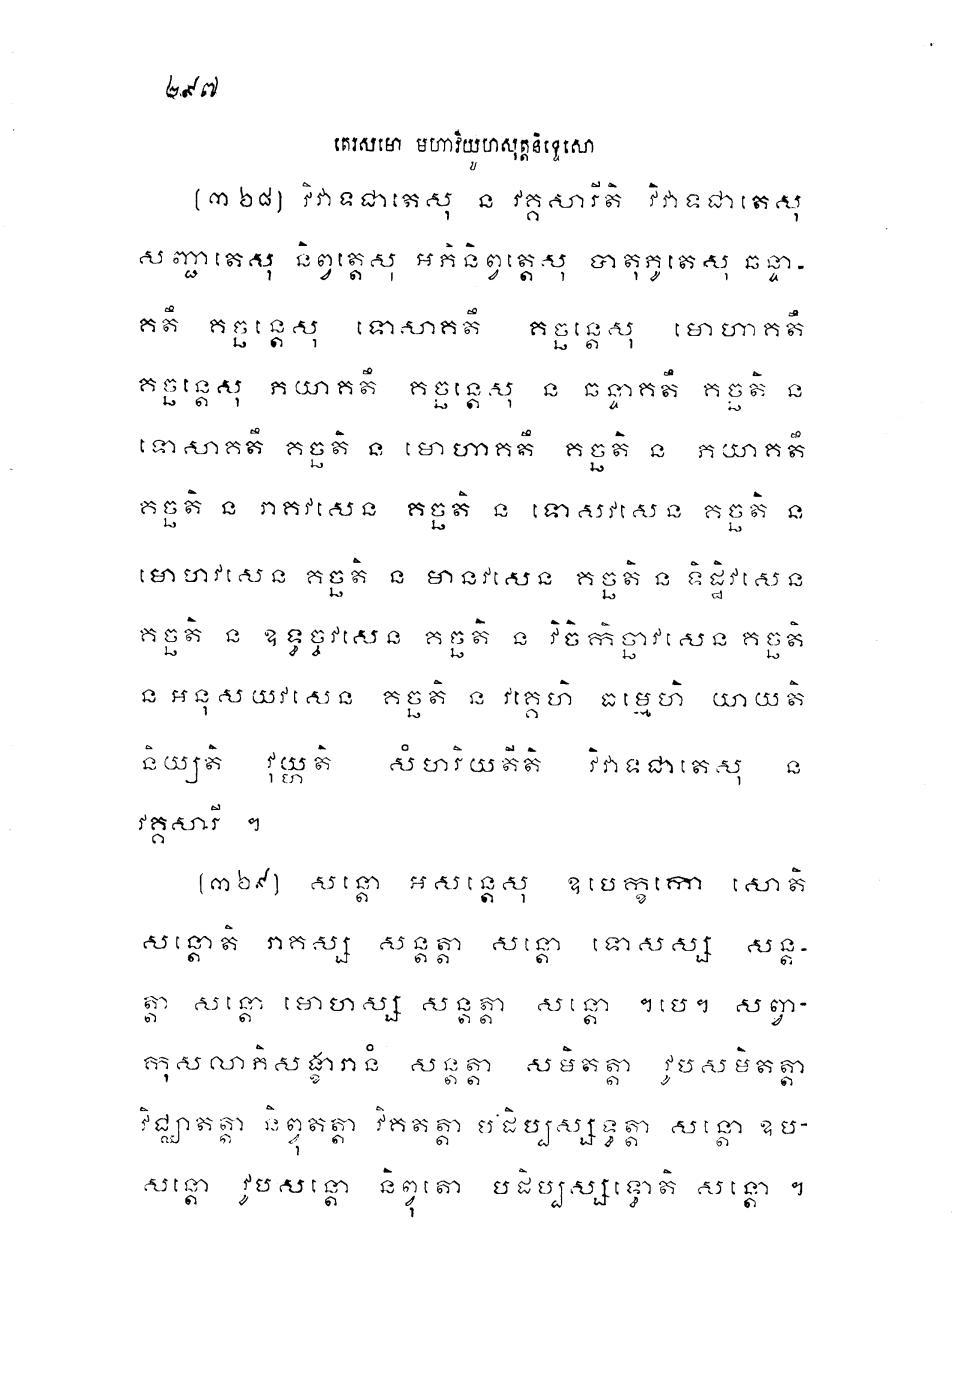 ២៩៧
តេរសមោ មហាវិយូហសុត្តនិទ្ទេសោ
(៣៦៨) វិវាទជាតេសុ ន វគ្គសារីតិ វិវាទជាតេសុ
សញ្ជាតេសុ និព្វត្តេសុ អភិនិព្វត្តេសុ បាតុភូតេសុ ឆន្ទា-
គតឹ គច្ឆន្តេសុ ទោសាគតឹ គច្ឆន្តេសុ មោហាគតឹ
គច្ឆន្តេសុ ភយាគតឹ គច្ឆន្តេសុ ន ឆន្ទាគតឹ គច្ឆតិ ន
ទោសាគតឹ គច្ឆតិ ន មោហាគតឹ គច្ឆតិ ន ភយាគតឹ
គច្ឆតិ ន រាគវសេន គច្ឆតិ ន ទោសវសេន គច្ឆតិ ន
មោហវសេន គច្ឆតិ ន មានវសេន គច្ឆតិ ន ទិដ្ឋិវសេន
គច្ឆតិ ន ឧទ្ធច្ចវសេន គច្ឆតិ ន វិចិកិច្ឆាវសេន គច្ឆតិ
ន អនុសយវសេន គច្ឆតិ ន វគ្គេហិ ធម្មេហិ យាយតិ
និយ្យតិ វុយ្ហតិ សំហរិយតីតិ វិវាទជាតេសុ ន
វគ្គសារី ។
(៣៦៩) សន្តោ អសន្តេសុ ឧបេក្ខកោ សោតិ
សន្តោតិ រាគស្ស សន្តត្តា សន្តោ ទោសស្ស សន្ត-
ត្តា សន្តោ មោហស្ស សន្តត្តា សន្តោ ។បេ។ សព្វា-
កុសលាភិសង្ខារានំ សន្តត្តា សមិតត្តា វូបសមិតត្តា
វិជ្ឈាតត្តា និព្វុតត្តា វិគតត្តា បដិប្បស្សទ្ធត្តា សន្តោ ឧប-
សន្តោ វូបសន្តោ និព្វុតោ បដិប្បស្សទ្ធោតិ សន្តោ ។